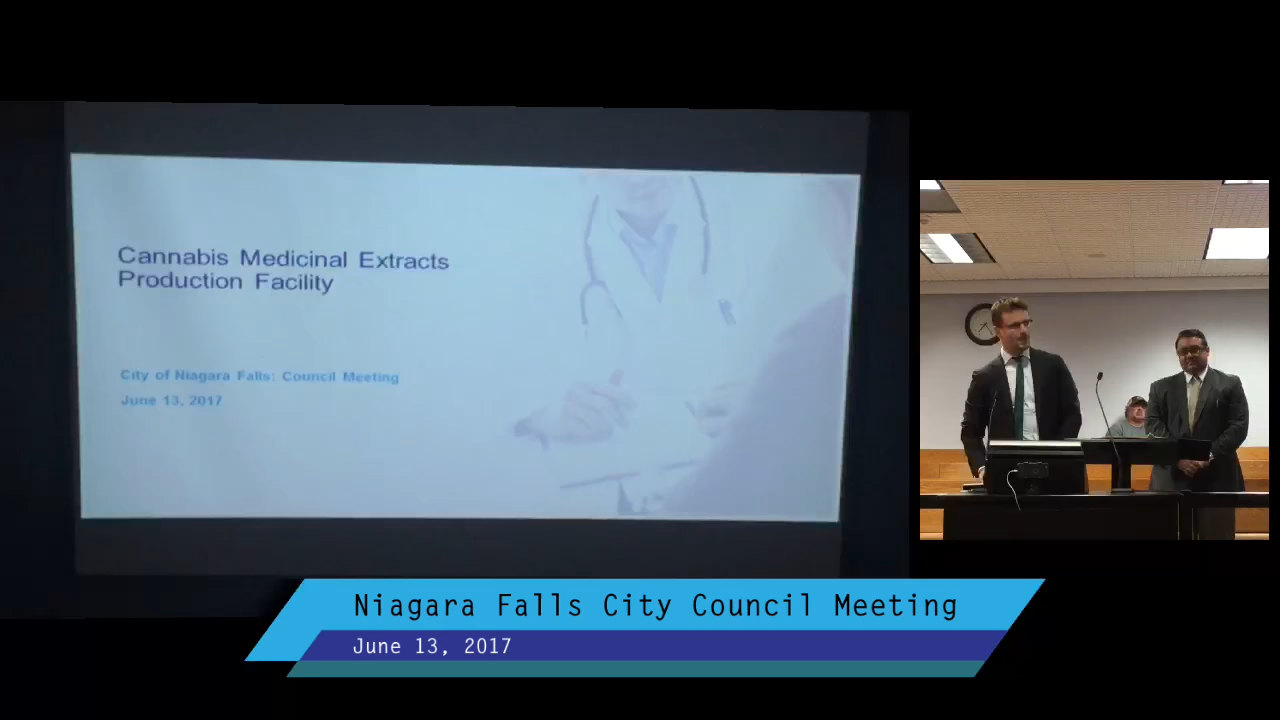 Cannabis Medicinal Extracts
Production Facility
City of Niagara Falls: Council Meeting
June 13, 2017
Niagara Falls City Council Meeting
June 13, 2017